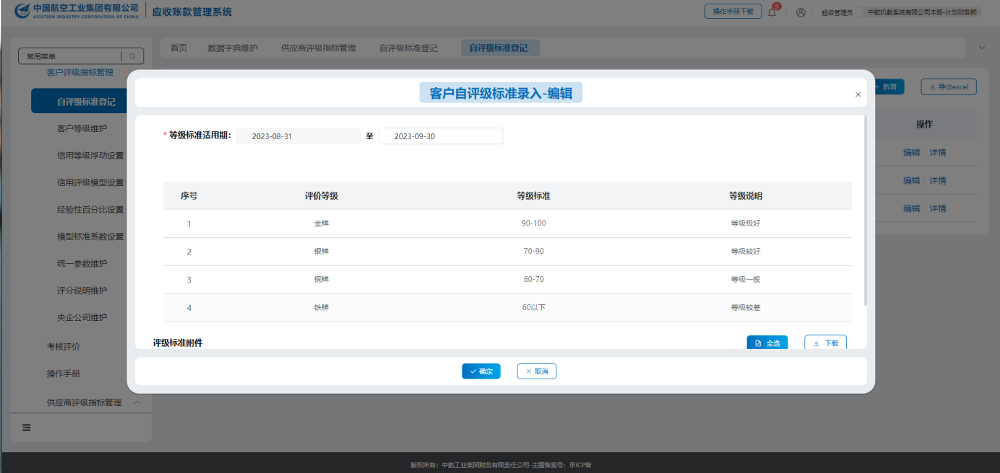 中国航空工业集团有限公司
AVIATION INDUSTRY CORPORATION OF CHINA
应收账款管理系统
操作手册下载
3
超级管理员
中航机载系统有限公司本部-计划财务部
常用菜单
客户评级指标管理
自评级标准登记
客户等级维护
信用等级浮动设置
信用评级模型设置
经验性百分比设置
模型标准系数设置
统一参数维护
评分说明维护
央企公司维护
考核评价
操作手册
供应商评级指标管理
首页 数据字典维护 供应商评级指标管理 自评级标准登记 自评级标准登记
+ 新增 导出excel
操作
编辑 详情
编辑 详情
编辑 详情
客户自评级标准录入-编辑
* 等级标准适用期: 2023-08-31 至 2023-09-30
序号 评价等级 等级标准 等级说明
1 金牌 90-100 等级极好
2 银牌 70-90 等级较好
3 铜牌 60-70 等级一般
4 铁牌 60以下 等级较差
评级标准附件 全选 下载
确定 取消
版权所有：中航工业集团财务有限责任公司-主题备案号：京ICP备